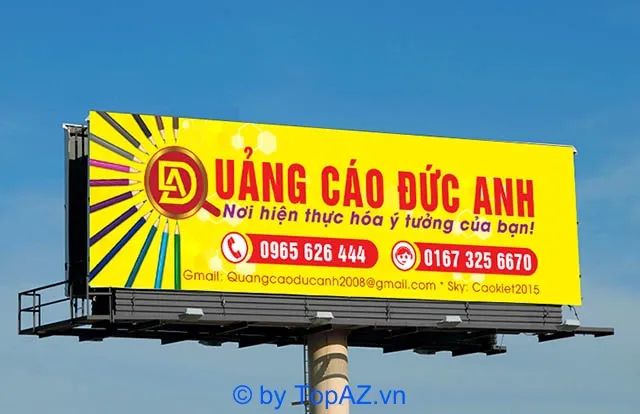 DA QUẢNG CÁO ĐỨC ANH
Nơi hiện thực hóa ý tưởng của bạn!
0965 626 444 0167 325 6670
Gmail: Quangcaoducanh2008@gmail.com * Sky: Caokiet2015
© by TopAZ.vn